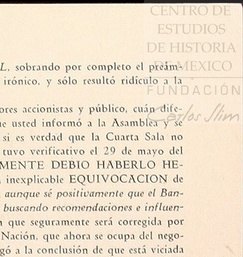 CENTRO DE
ESTUDIOS
DE HISTORIA
DE MEXICO
FUNDACIÓN
Carlos Slim
L, sobrando por completo el preám-
irónico, y sólo resultó ridículo a la
ores accionistas y público, cuán dife-
ue usted informó a la Asamblea y se
si es verdad que la Cuarta Sala no
tuvo verificativo el 29 de mayo del
MENTE DEBIO HABERLO HE-
a inexplicable EQUIVOCACION de
aunque sé positivamente que el Ban-
buscando recomendaciones e influen-
n que seguramente será corregida por
Nación, que ahora se ocupa del nego-
gó a la conclusión de que está viciada